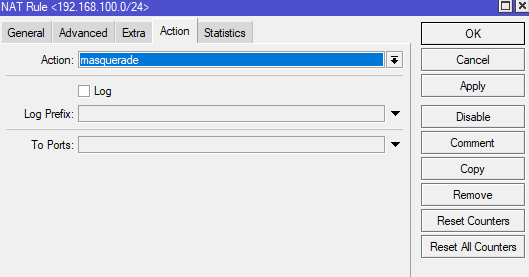 NAT Rule <192.168.100.0/24>
General Advanced Extra Action Statistics
Action: masquerade
Log
Log Prefix:
To Ports:
OK
Cancel
Apply
Disable
Comment
Copy
Remove
Reset Counters
Reset All Counters